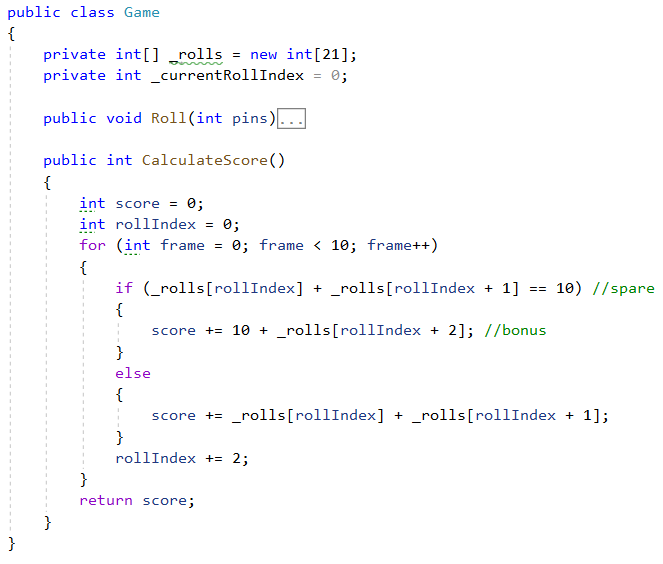 public class Game
{
    private int[] _rolls = new int[21];
    private int _currentRollIndex = 0;
    public void Roll(int pins)...
    public int CalculateScore()
    {
        int score = 0;
        int rollIndex = 0;
        for (int frame = 0; frame < 10; frame++)
        {
            if (_rolls[rollIndex] + _rolls[rollIndex + 1] == 10) //spare
            {
                score += 10 + _rolls[rollIndex + 2]; //bonus
            }
            else
            {
                score += _rolls[rollIndex] + _rolls[rollIndex + 1];
            }
            rollIndex += 2;
        }
        return score;
    }
}